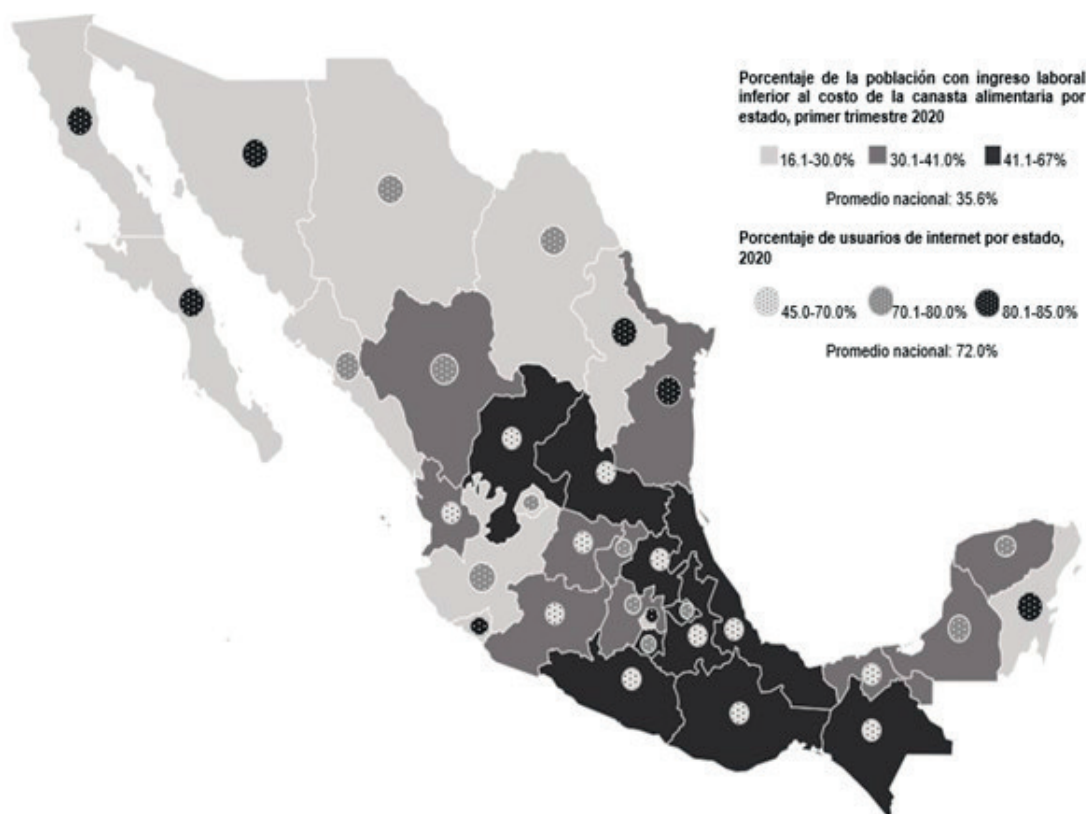 Porcentaje de la población con ingreso laboral
inferior al costo de la canasta alimentaria por
estado, primer trimestre 2020
16.1-30.0% 30.1-41.0% 41.1-67%
Promedio nacional: 35.6%
Porcentaje de usuarios de internet por estado,
2020
45.0-70.0% 70.1-80.0% 80.1-85.0%
Promedio nacional: 72.0%